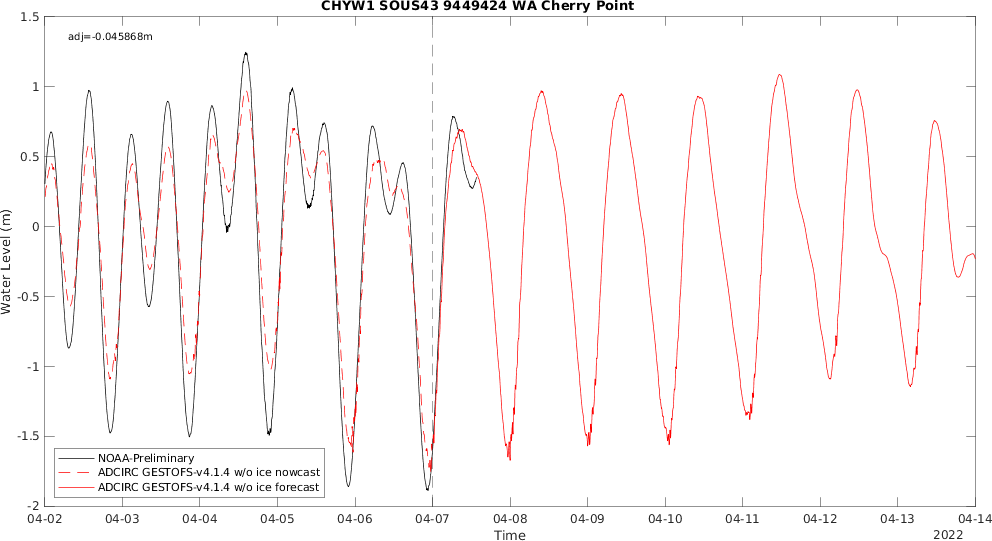 CHYW1 SOUS43 9449424 WA Cherry Point
adj=-0.045868m
1.5
1
0.5
0
-0.5
-1
-1.5
-2
Water Level (m)
NOAA-Preliminary
ADCIRC GESTOFS-v4.1.4 w/o ice nowcast
ADCIRC GESTOFS-v4.1.4 w/o ice forecast
04-02 04-03 04-04 04-05 04-06 04-07 04-08 04-09 04-10 04-11 04-12 04-13 04-14
Time
2022